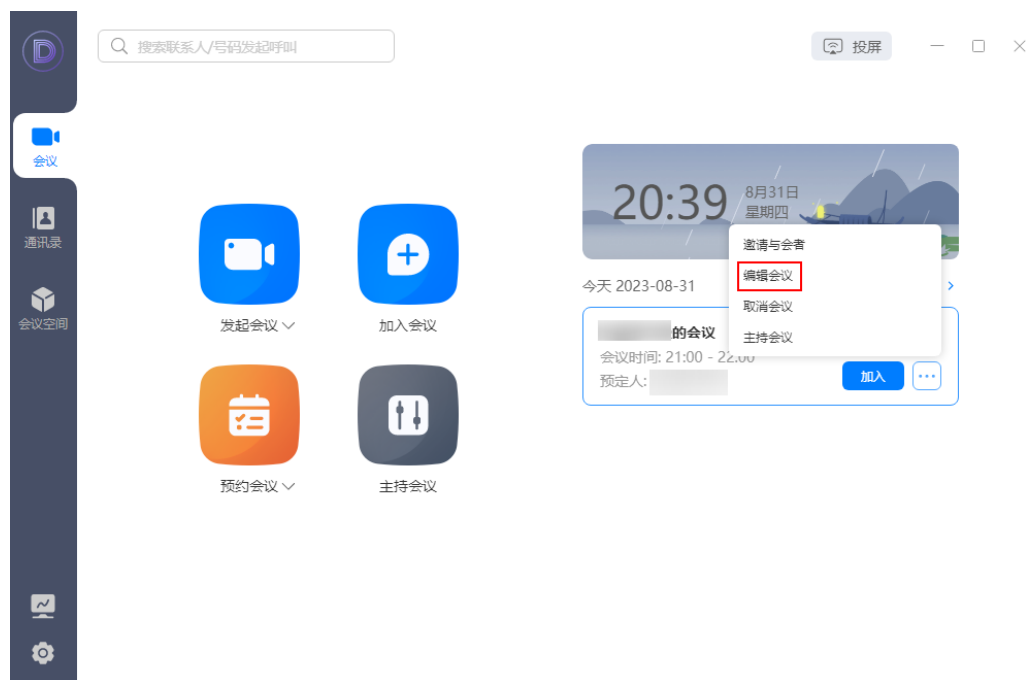 搜索联系人/号码发起呼叫
投屏
会议
通讯录
会议空间
发起会议
加入会议
预约会议
主持会议
20:39
8月31日
星期四
邀请与会者
编辑会议
取消会议
主持会议
今天 2023-08-31
的会议
会议时间: 21:00 - 22:00
预定人:
加入